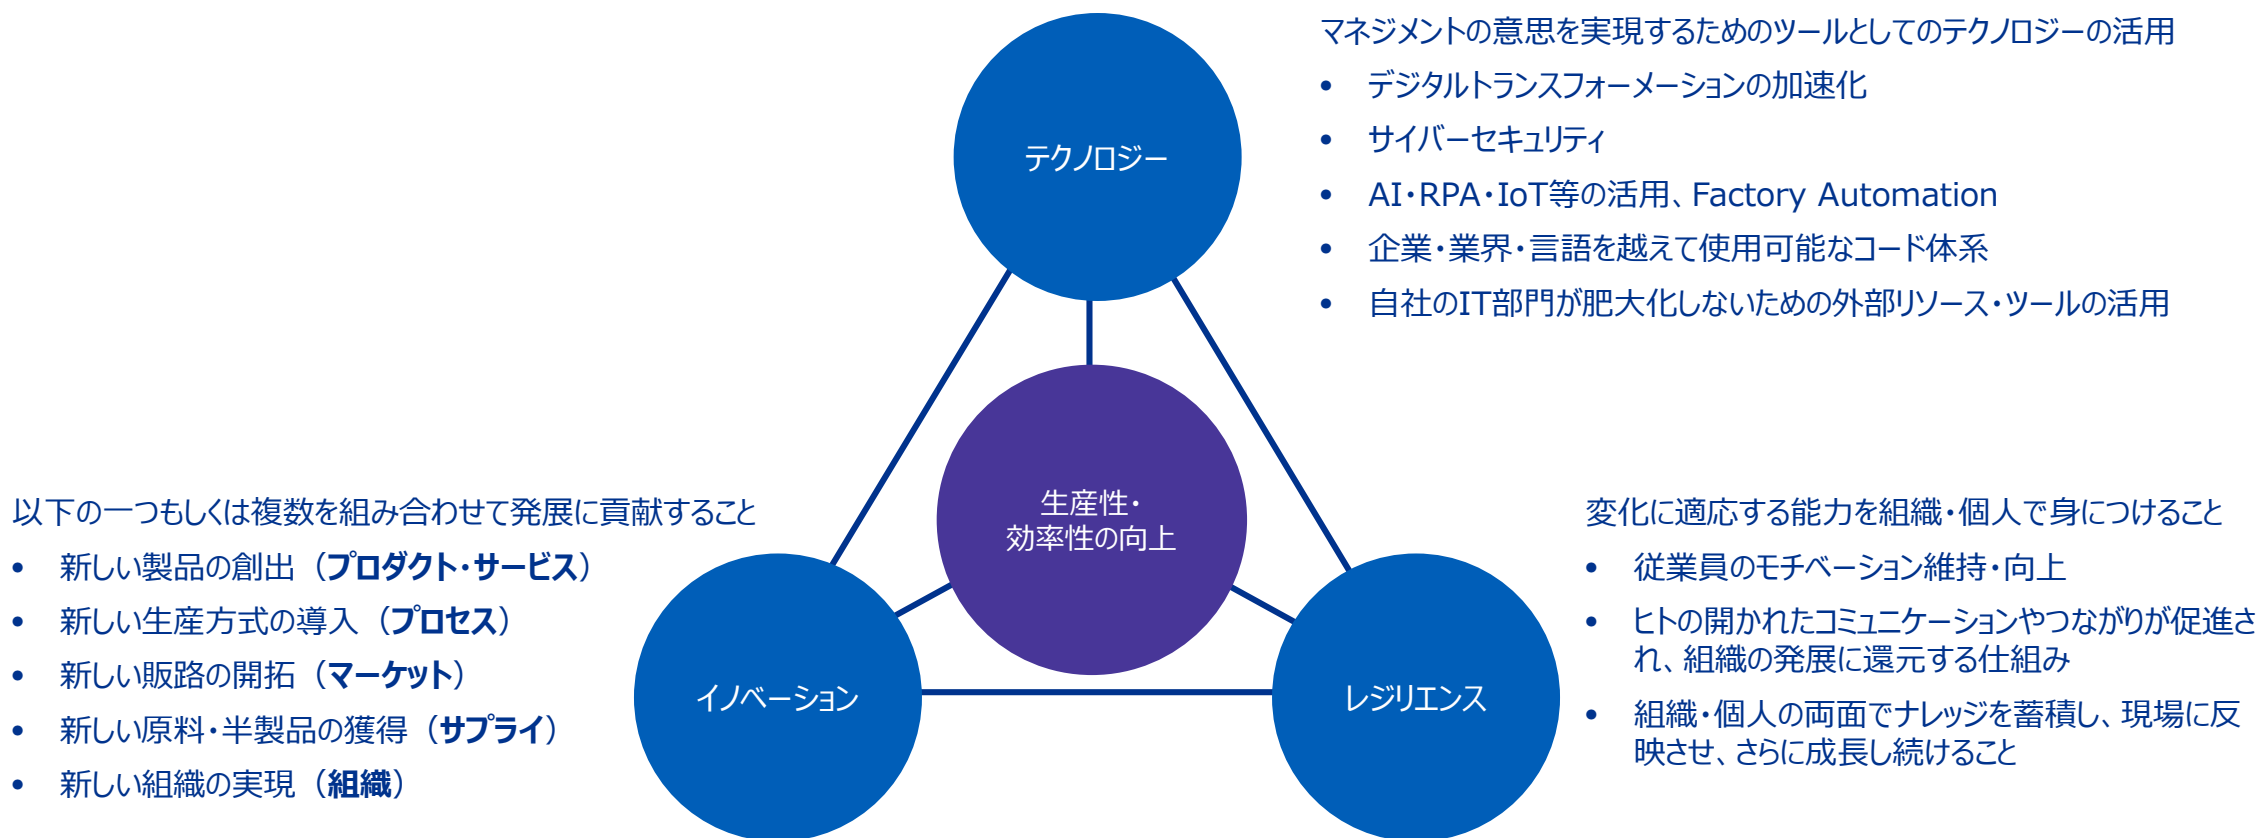 マネジメントの意思を実現するためのツールとしてのテクノロジーの活用
• デジタルトランスフォーメーションの加速化
• サイバーセキュリティ
• AI・RPA・IoT等の活用、Factory Automation
• 企業・業界・言語を越えて使用可能なコード体系
• 自社のIT部門が肥大化しないための外部リソース・ツールの活用
テクノロジー
生産性・
効率性の向上
以下の一つもしくは複数を組み合わせて発展に貢献すること
• 新しい製品の創出（プロダクト・サービス）
• 新しい生産方式の導入（プロセス）
• 新しい販路の開拓（マーケット）
• 新しい原料・半製品の獲得（サプライ）
• 新しい組織の実現（組織）
イノベーション
レジリエンス
変化に適応する能力を組織・個人で身につけること
• 従業員のモチベーション維持・向上
• ヒトの開かれたコミュニケーションやつながりが促進さ
れ、組織の発展に還元する仕組み
• 組織・個人の両面でナレッジを蓄積し、現場に反
映させ、さらに成長し続けること